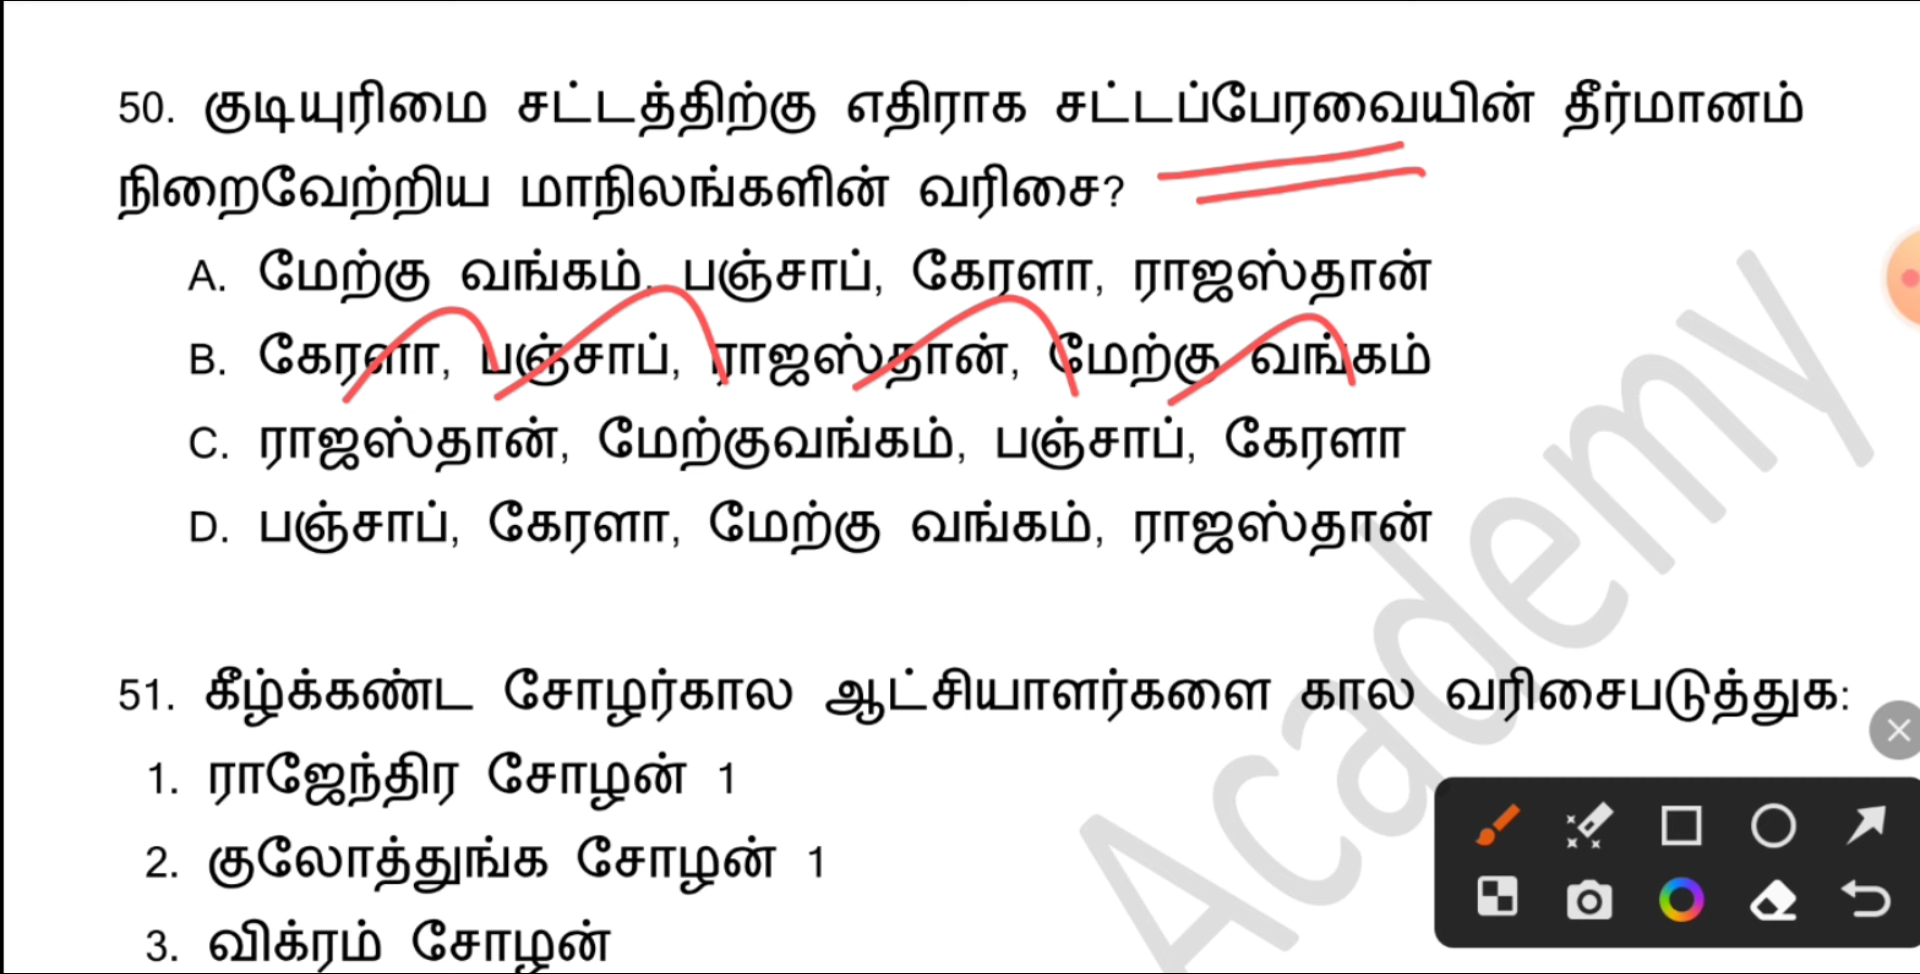 50. குடியுரிமை சட்டத்திற்கு எதிராக சட்டப்பேரவையின் தீர்மானம்
நிறைவேற்றிய மாநிலங்களின் வரிசை?
A. மேற்கு வங்கம், பஞ்சாப், கேரளா, ராஜஸ்தான்
B. கேரளா, பஞ்சாப், ராஜஸ்தான், மேற்கு வங்கம்
C. ராஜஸ்தான், மேற்குவங்கம், பஞ்சாப், கேரளா
D. பஞ்சாப், கேரளா, மேற்கு வங்கம், ராஜஸ்தான்
51. கீழ்க்கண்ட சோழர்கால ஆட்சியாளர்களை கால வரிசைபடுத்துக:
1. ராஜேந்திர சோழன் 1
2. குலோத்துங்க சோழன் 1
3. விக்ரம் சோழன்
Academy